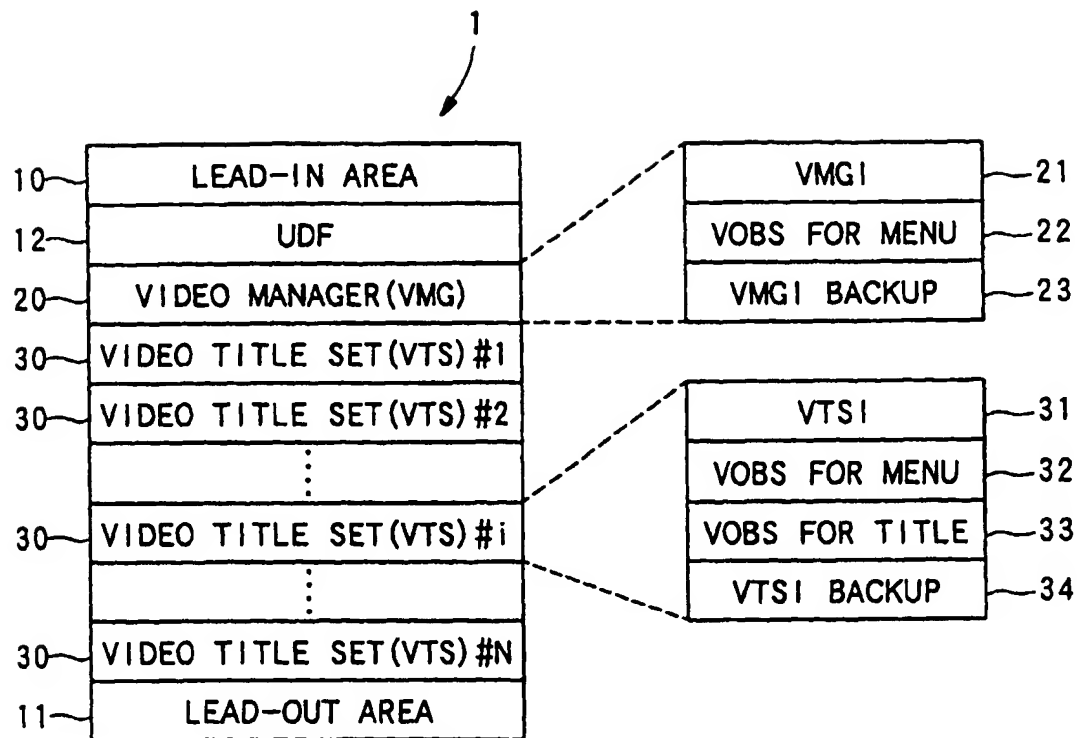 1
10 LEAD-IN AREA
12 UDF
20 VIDEO MANAGER(VMG)
30 VIDEO TITLE SET(VTS)#1
30 VIDEO TITLE SET(VTS)#2
30 VIDEO TITLE SET(VTS)#i
30 VIDEO TITLE SET(VTS)#N
11 LEAD-OUT AREA
VMGI 21
VOBS FOR MENU 22
VMGI BACKUP 23
VTSI 31
VOBS FOR MENU 32
VOBS FOR TITLE 33
VTSI BACKUP 34